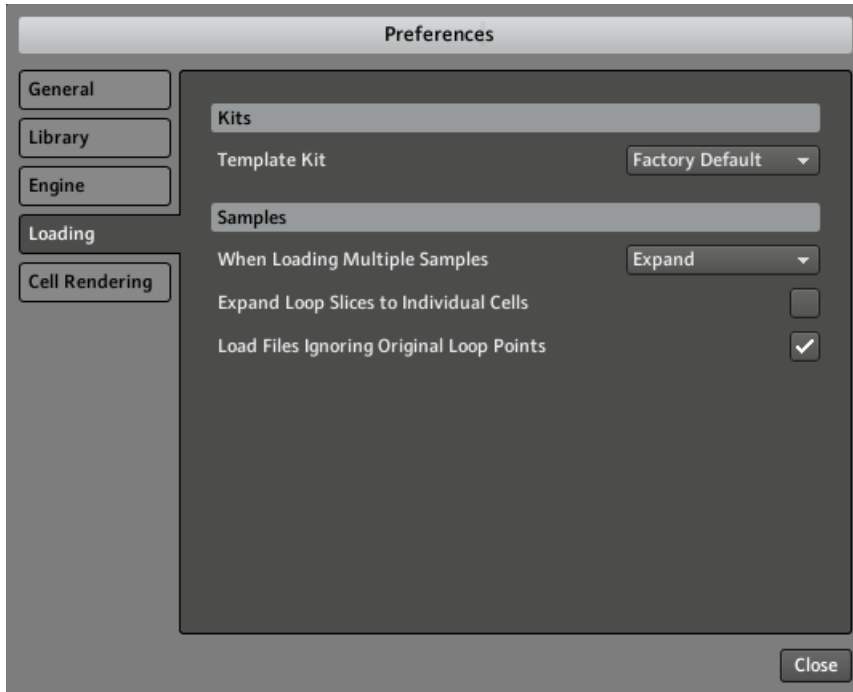 Preferences
General
Library
Engine
Loading
Cell Rendering
Kits
Template Kit Factory Default
Samples
When Loading Multiple Samples Expand
Expand Loop Slices to Individual Cells
Load Files Ignoring Original Loop Points
Close